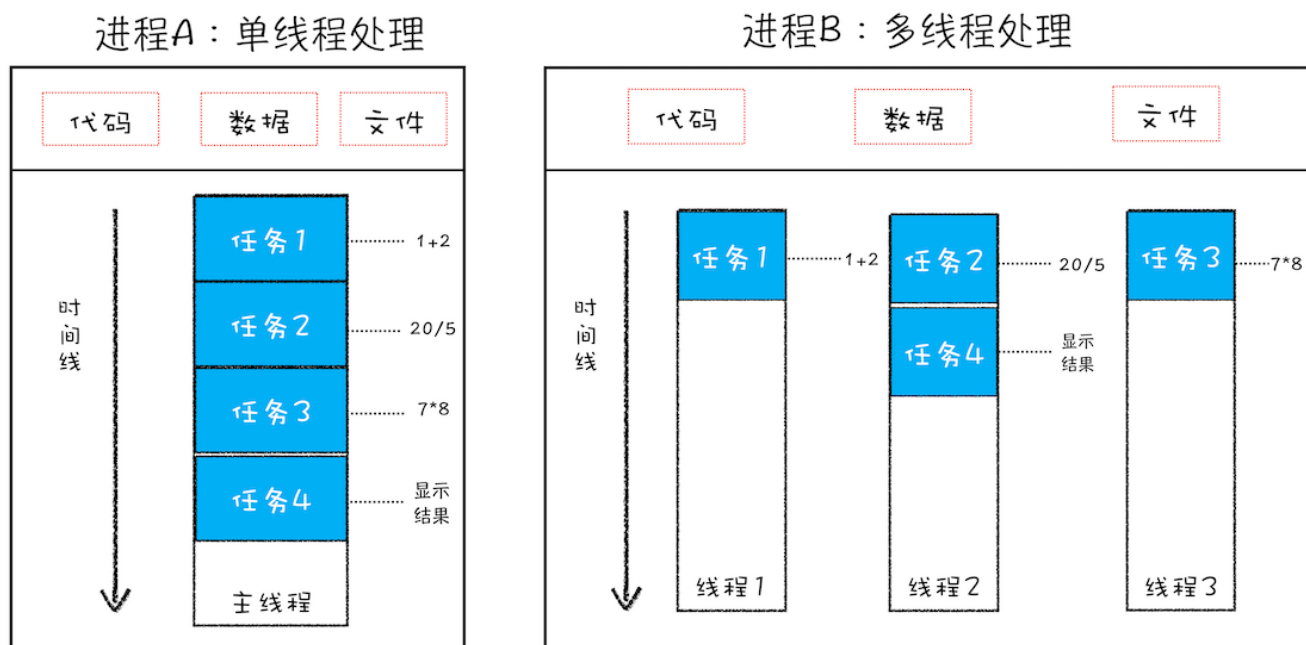 进程A：单线程处理
代码
数据
文件
时
间
线
任务1
1+2
任务2
20/5
任务3
7*8
任务4
显示
结果
主线程
进程B：多线程处理
代码
数据
文件
时
间
线
任务1
1+2
任务2
20/5
任务3
7*8
任务4
显示
结果
线程1
线程2
线程3